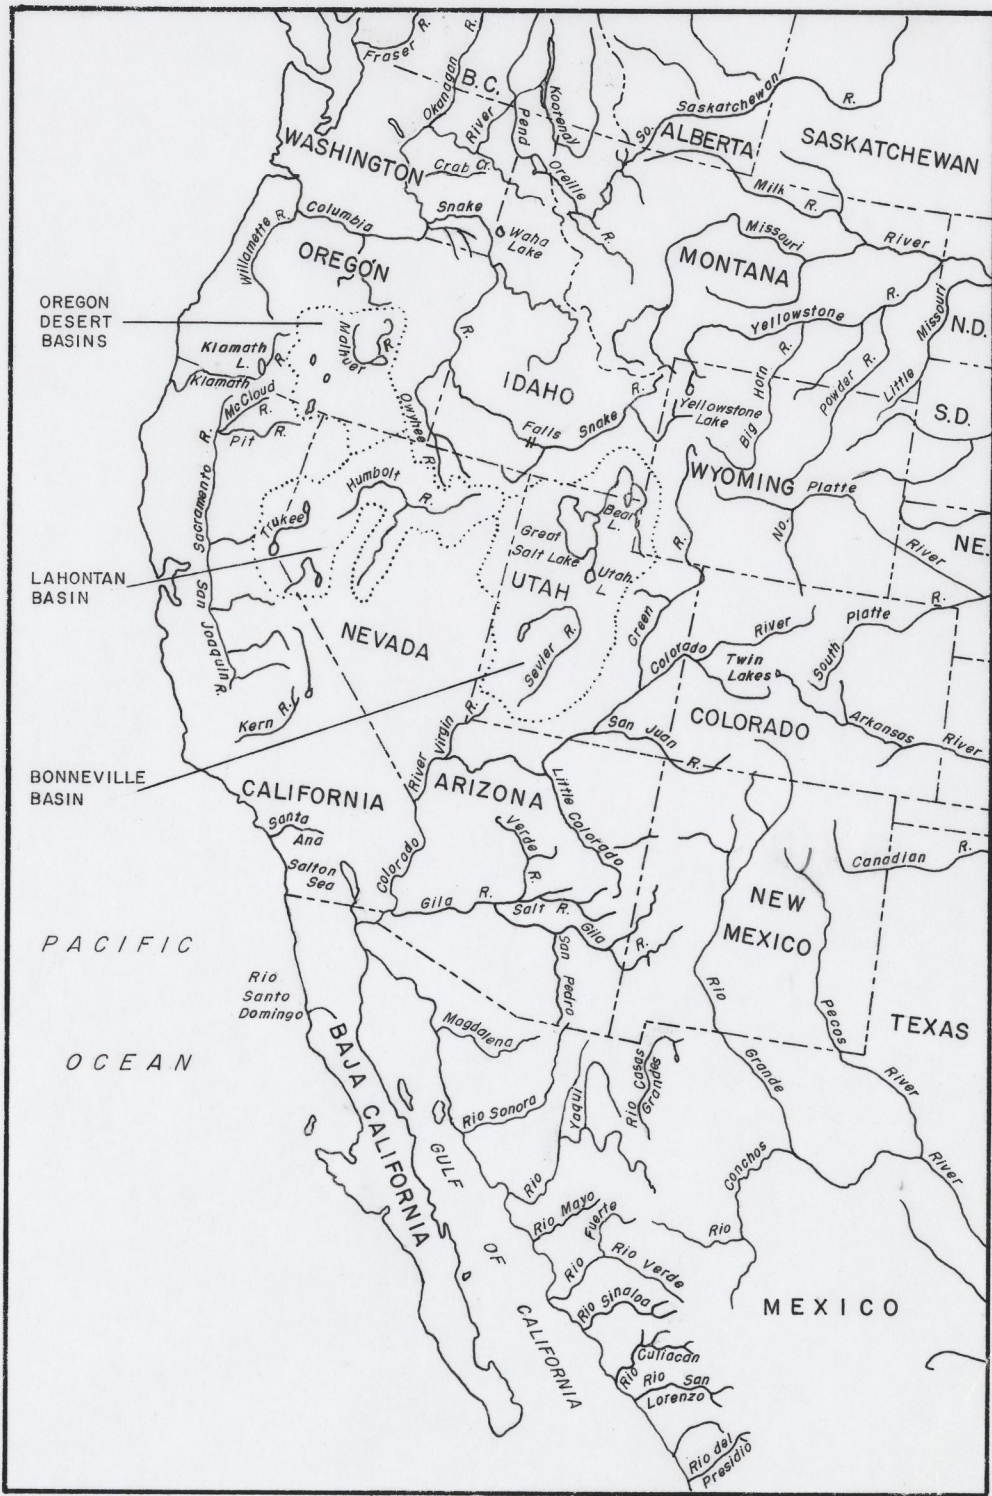 Fraser R.
Okanagan R.
B.C.
River
Pend
Oreille
R.
Kootenay
So. Saskatchewan R.
ALBERTA
SASKATCHEWAN
WASHINGTON
Crab Cr.
Milk R.
Willamette R.
Columbia
Snake
Waha
Lake
Missouri
River
OREGON
MONTANA
OREGON
DESERT
BASINS
Malhuer
R.
R.
Yellowstone R.
Little Missouri
N.D.
Klamath
L.
Klamath R.
IDAHO
Big Horn R.
Powder R.
McCloud
R.
Pit R.
Owyhee R.
Falls
Snake R.
Yellowstone
Lake
S.D.
Sacramento R.
Humbolt R.
WYOMING
No. Platte
River
Trukee
Great
Salt Lake
Bear
L.
R.
NE.
LAHONTAN
BASIN
UTAH
Utah.
L.
Green
San Joaquin R.
NEVADA
Sevier R.
Colorado River
South Platte R.
Twin
Lakes
Kern R.
Virgin R.
San Juan R.
COLORADO
Arkansas River
BONNEVILLE
BASIN
CALIFORNIA
River
ARIZONA
Little Colorado
Santa
Ana
Verde R.
Canadian R.
Salton
Sea
Colorado
Gila R.
Salt R.
Gila R.
NEW
MEXICO
PACIFIC
OCEAN
San Pedro
Rio
Santo
Domingo
Rio
Grande
Pecos
River
TEXAS
Magdalena
BAJA CALIFORNIA
Rio Casas
Grandes
Rio Sonora
Yaqui
Rio
GULF
OF
CALIFORNIA
Conchos
Rio
River
Rio Mayo
Fuerte
Rio
Rio Verde
Rio Sinaloa
MEXICO
Culiacan
Rio
Rio San
Lorenzo
Rio del
Presidio